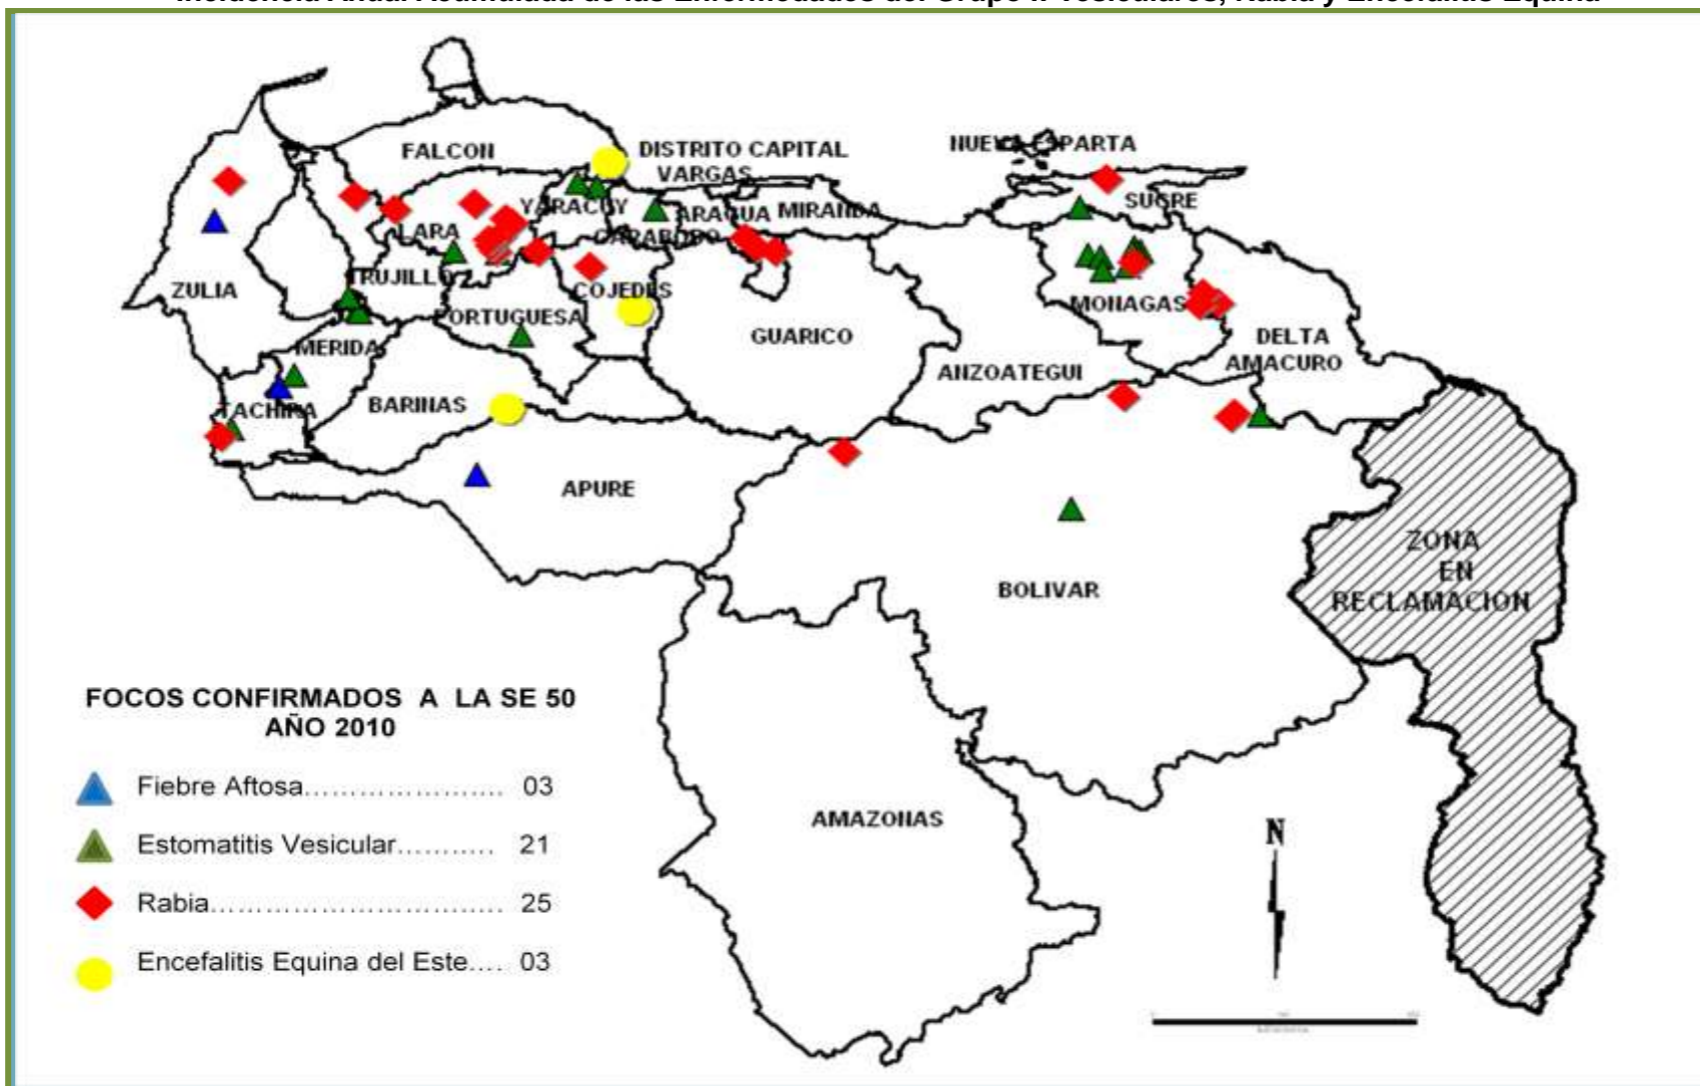 FALCON
DISTRITO CAPITAL
VARGAS
NUEVA ESPARTA
SUCRE
YARACUY
ARAGUA
MIRANDA
CARABOBO
LARA
TRUJILLO
ZULIA
COJEDES
PORTUGUESA
MONAGAS
GUARICO
DELTA
AMACURO
MERIDA
ANZOATEGUI
TACHIRA
BARINAS
APURE
BOLIVAR
ZONA
EN
RECLAMACION
AMAZONAS
N
FOCOS CONFIRMADOS A LA SE 50
AÑO 2010
Fiebre Aftosa…………………. 03
Estomatitis Vesicular……….. 21
Rabia……………………….…. 25
Encefalitis Equina del Este…. 03